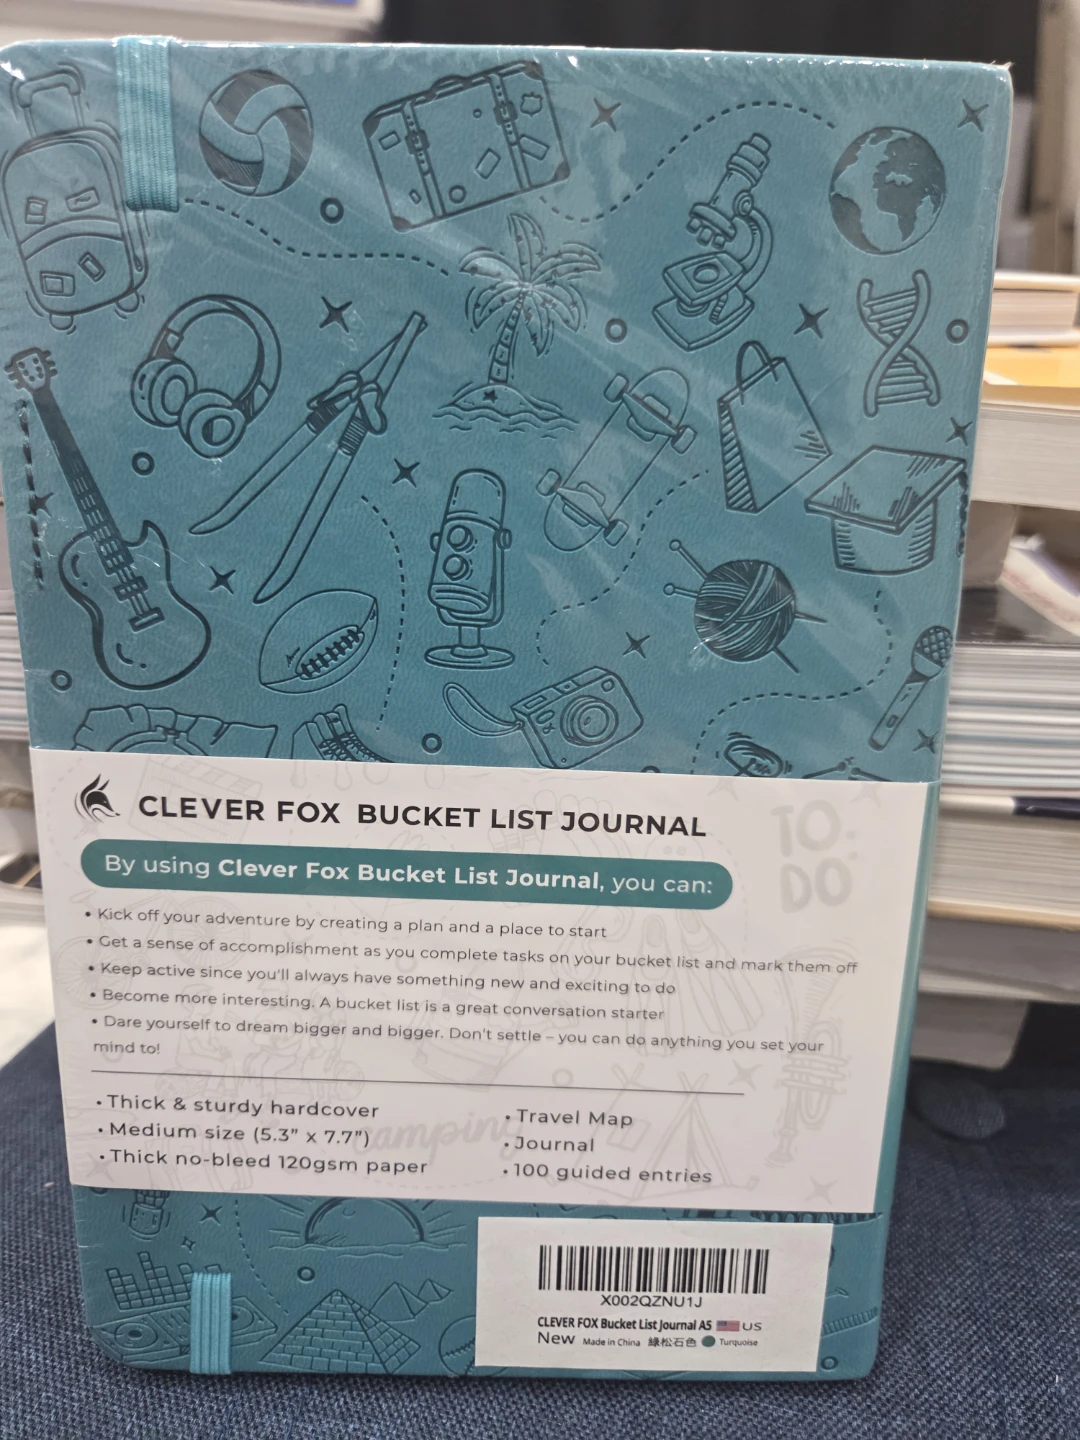 CLEVER FOX BUCKET LIST JOURNAL
TO
DO
By using Clever Fox Bucket List Journal, you can:
• Kick off your adventure by creating a plan and a place to start
• Get a sense of accomplishment as you complete tasks on your bucket list and mark them off
• Keep active since you'll always have something new and exciting to do
• Become more interesting. A bucket list is a great conversation starter
• Dare yourself to dream bigger and bigger. Don't settle – you can do anything you set your
mind to!
• Thick & sturdy hardcover
• Medium size (5.3" x 7.7")
• Thick no-bleed 120gsm paper
• Travel Map
• Journal
• 100 guided entries
camping
X002QZNU1J
CLEVER FOX Bucket List Journal A5 US
New Made in China 綠松石色 Turquoise